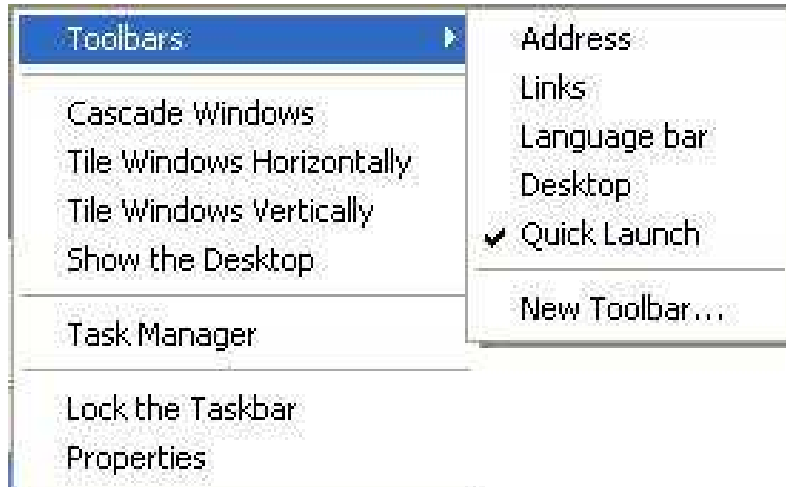 Toolbars
Cascade Windows
Tile Windows Horizontally
Tile Windows Vertically
Show the Desktop
Task Manager
Lock the Taskbar
Properties
Address
Links
Language bar
Desktop
Quick Launch
New Toolbar...